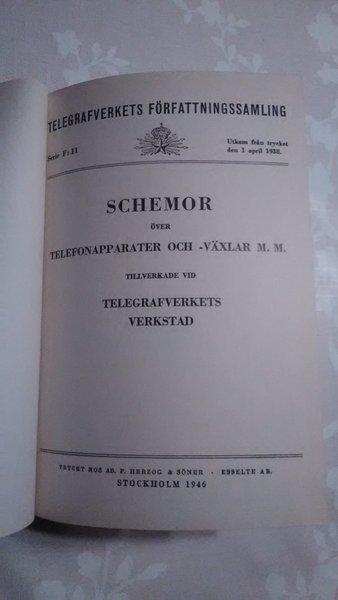 TELEGRAFVERKETS FÖRFATTNINGSSAMLING
Serie F: 11
Utkom från trycket
den 1 april 1938.
SCHEMOR
ÖVER
TELEFONAPPARATER OCH -VÄXLAR M. M.
TILLVERKADE VID
TELEGRAFVERKETS
VERKSTAD
TRYCKT HOS AB. P. HERZOG & SÖNER - ESSELTE AB.
STOCKHOLM 1946